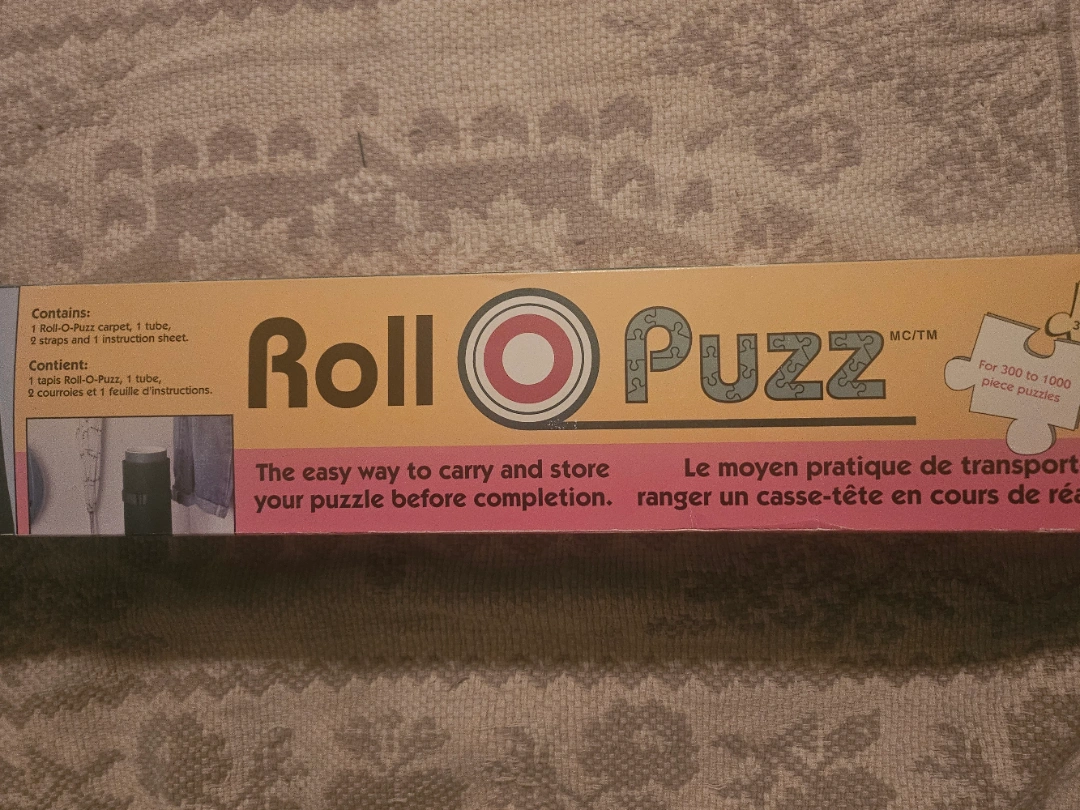 Contains:
1 Roll-O-Puzz carpet, 1 tube,
2 straps and 1 instruction sheet.
Contient:
1 tapis Roll-O-Puzz, 1 tube,
2 courroies et 1 feuille d'instructions.
Roll O Puzz MC/TM
For 300 to 1000
piece puzzles
The easy way to carry and store
your puzzle before completion.
Le moyen pratique de transport
ranger un casse-tête en cours de réa